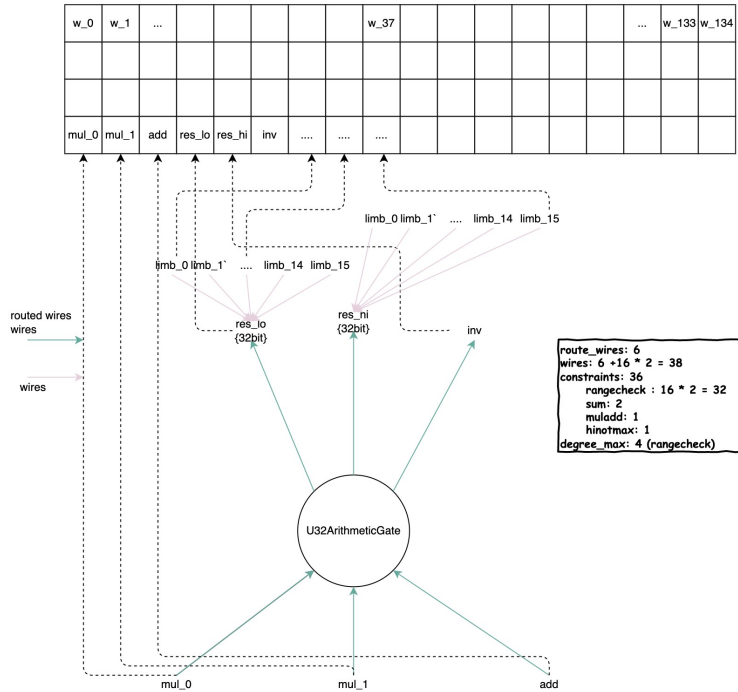 w_0 w_1 ... w_37 ... w_133 w_134
mul_0 mul_1 add res_lo res_hi inv .... .... ....
limb_0 limb_1` .... limb_14 limb_15
limb_0 limb_1` .... limb_14 limb_15
res_lo
{32bit}
res_ni
{32bit}
inv
routed wires
wires
wires
route_wires: 6
wires: 6 +16 * 2 = 38
constraints: 36
rangecheck : 16 * 2 = 32
sum: 2
muladd: 1
hinotmax: 1
degree_max: 4 (rangecheck)
U32ArithmeticGate
mul_0 mul_1 add